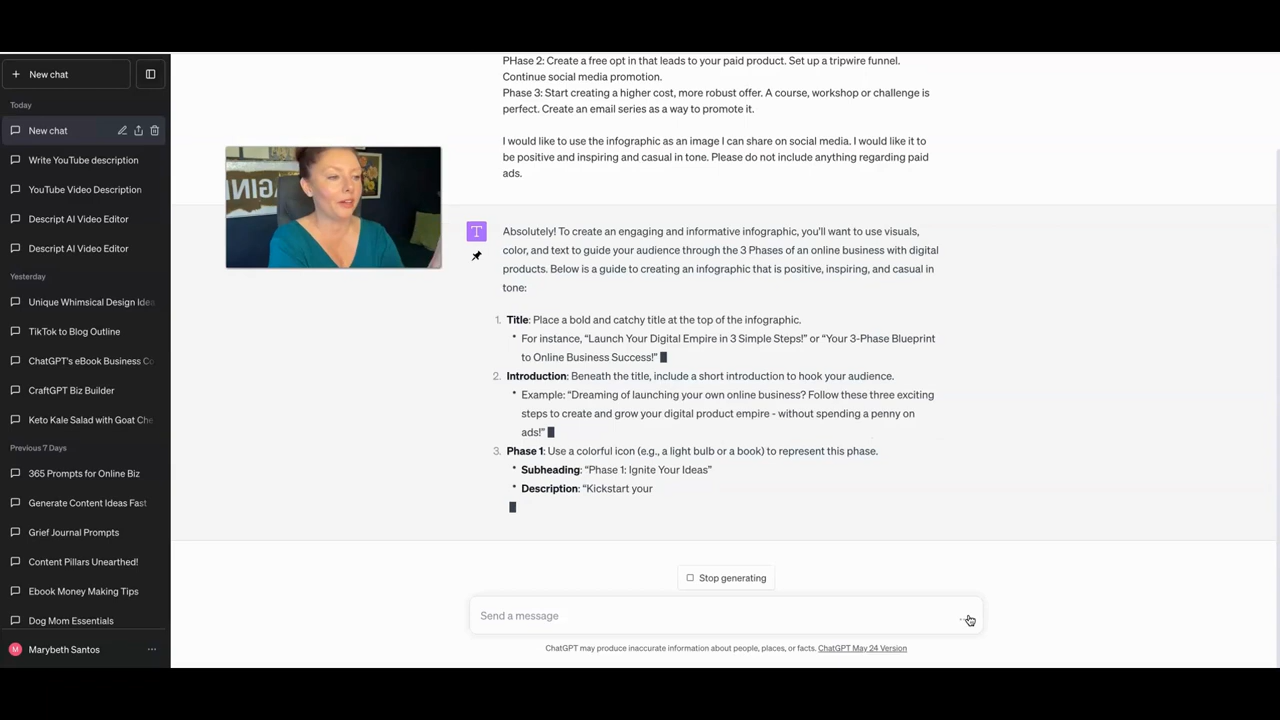 New chat
Today
New chat
Write YouTube description
YouTube Video Description
Descript AI Video Editor
Descript AI Video Editor
Yesterday
Unique Whimsical Design Idea
TikTok to Blog Outline
ChatGPT's eBook Business Co
CraftGPT Biz Builder
Keto Kale Salad with Goat Che
Previous 7 Days
365 Prompts for Online Biz
Generate Content Ideas Fast
Grief Journal Prompts
Content Pillars Unearthed!
Ebook Money Making Tips
Dog Mom Essentials
M Marybeth Santos
PHase 2: Create a free opt in that leads to your paid product. Set up a tripwire funnel.
Continue social media promotion.
Phase 3: Start creating a higher cost, more robust offer. A course, workshop or challenge is
perfect. Create an email series as a way to promote it.
I would like to use the infographic as an image I can share on social media. I would like it to
be positive and inspiring and casual in tone. Please do not include anything regarding paid
ads.
T
Absolutely! To create an engaging and informative infographic, you'll want to use visuals,
color, and text to guide your audience through the 3 Phases of an online business with digital
products. Below is a guide to creating an infographic that is positive, inspiring, and casual in
tone:
1. Title: Place a bold and catchy title at the top of the infographic.
• For instance, “Launch Your Digital Empire in 3 Simple Steps!” or “Your 3-Phase Blueprint
to Online Business Success!”
2. Introduction: Beneath the title, include a short introduction to hook your audience.
• Example: “Dreaming of launching your own online business? Follow these three exciting
steps to create and grow your digital product empire - without spending a penny on
ads!”
3. Phase 1: Use a colorful icon (e.g., a light bulb or a book) to represent this phase.
• Subheading: “Phase 1: Ignite Your Ideas”
• Description: “Kickstart your
Stop generating
Send a message
ChatGPT may produce inaccurate information about people, places, or facts. ChatGPT May 24 Version